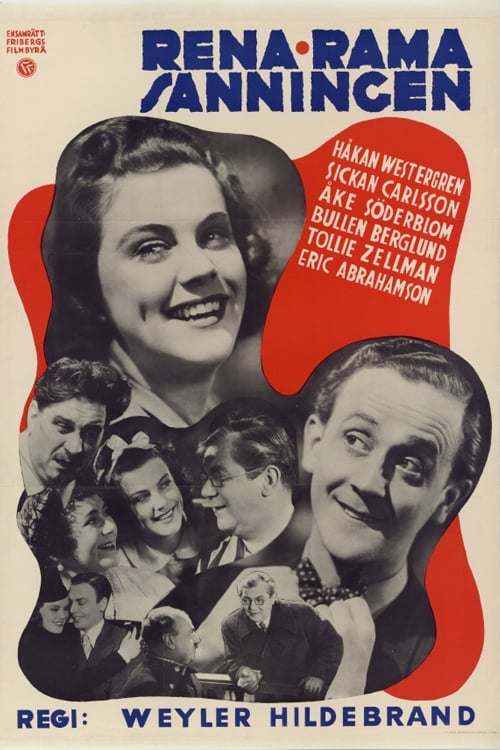 ENSAMRÄTT:
FRIBERGS
FILMBYRÅ
FF
RENA • RAMA
SANNINGEN
HÅKAN WESTERGREN
SICKAN CARLSSON
ÅKE SÖDERBLOM
BULLEN BERGLUND
TOLLIE ZELLMAN
ERIC ABRAHAMSON
REGI: WEYLER HILDEBRAND